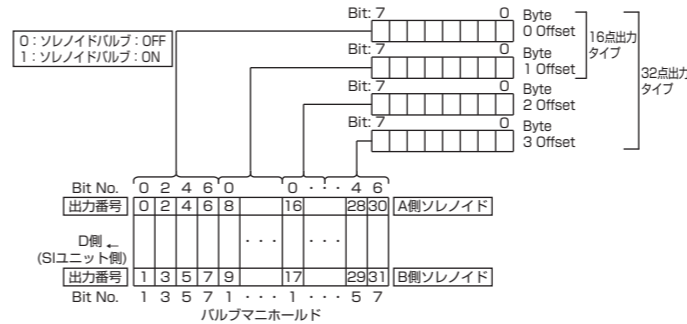 Bit: 7 0 Byte 0 Offset
Bit: 7 0 Byte 1 Offset
Bit: 7 0 Byte 2 Offset
Bit: 7 0 Byte 3 Offset
16点出力
タイプ
32点出力
タイプ
0：ソレノイドバルブ：OFF
1：ソレノイドバルブ：ON
Bit No. 0 2 4 6 0 0 ・・・ 4 6
出力番号 0 2 4 6 8 16 28 30 A側ソレノイド
D側 ←
(SIユニット側)
・・・ ・・・
出力番号 1 3 5 7 9 17 29 31 B側ソレノイド
Bit No. 1 3 5 7 1 ・・・ 1 ・・・ 5 7
バルブマニホールド